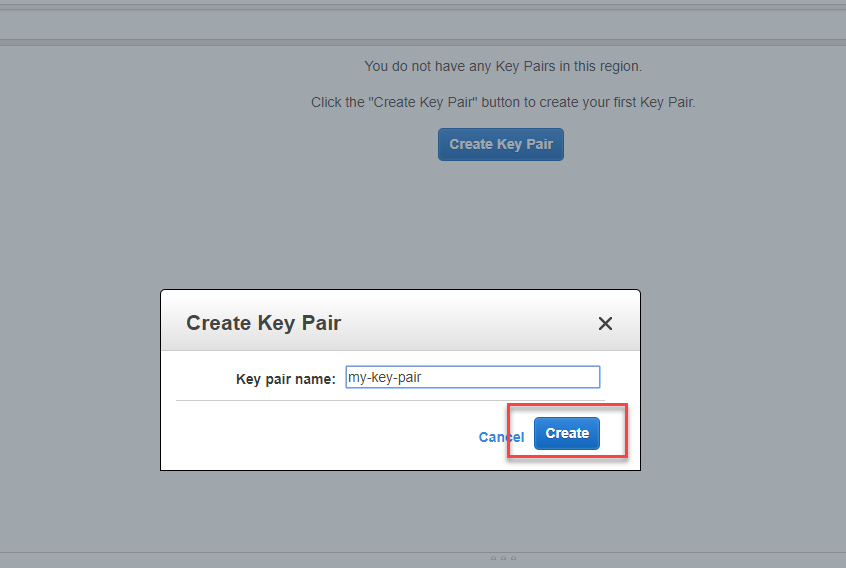 You do not have any Key Pairs in this region.
Click the "Create Key Pair" button to create your first Key Pair.
Create Key Pair
Create Key Pair
Key pair name: my-key-pair
Cancel Create